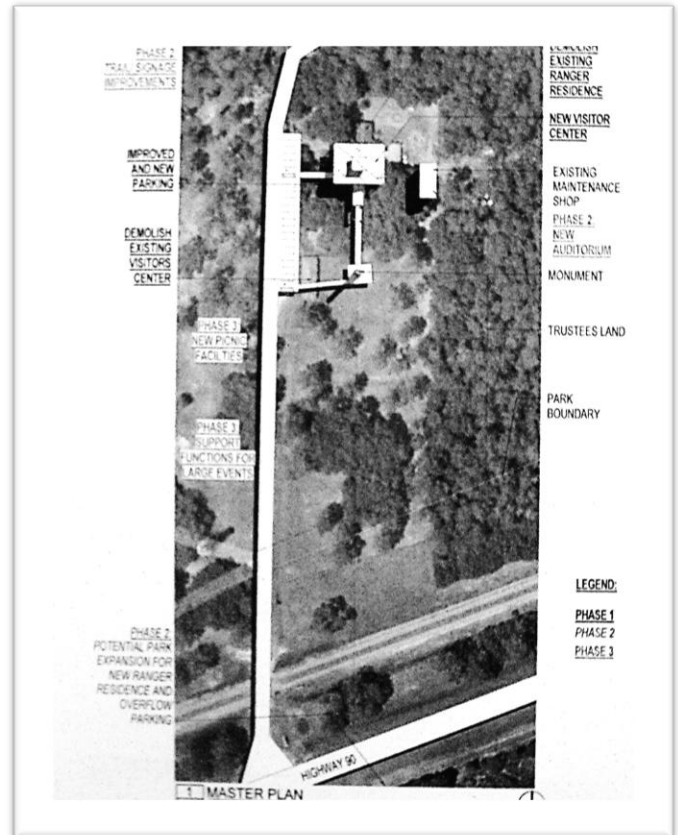 PHASE 2:
TRAIL SIGNAGE
IMPROVEMENTS
IMPROVED
AND NEW
PARKING
DEMOLISH
EXISTING
VISITORS
CENTER
PHASE 3:
NEW PICNIC
FACILTIES
PHASE 3:
SUPPORT
FUNCTIONS FOR
LARGE EVENTS
PHASE 2:
POTENTIAL PARK
EXPANSION FOR
NEW RANGER
RESIDENCE AND
OVERFLOW
PARKING
DEMOLISH
EXISTING
RANGER
RESIDENCE
NEW VISITOR
CENTER
EXISTING
MAINTENANCE
SHOP
PHASE 2:
NEW
AUDITORIUM
MONUMENT
TRUSTEES LAND
PARK
BOUNDARY
LEGEND:
PHASE 1
PHASE 2
PHASE 3
HIGHWAY 90
1 MASTER PLAN